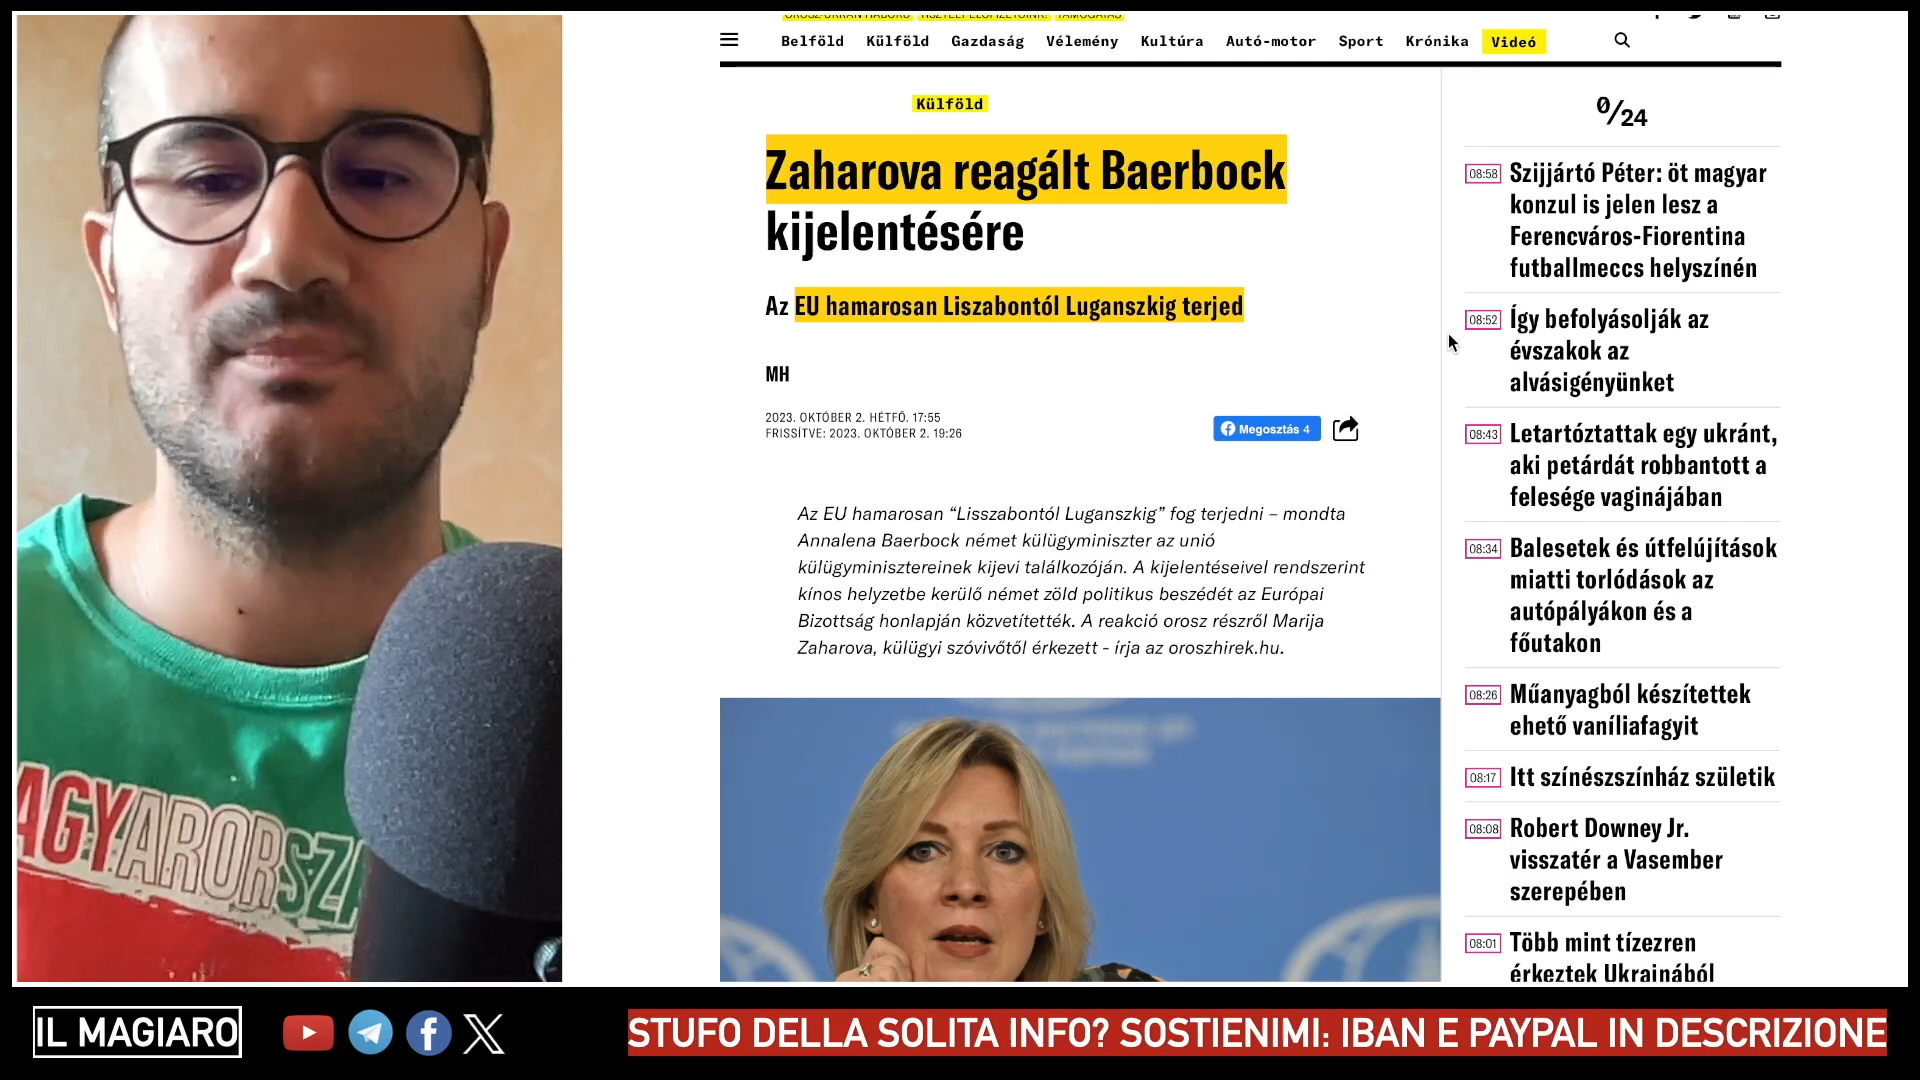 OROSZ-UKRÁN HÁBORÚ TISZTELT ELŐFIZETŐINK! TÁMOGATÁS
Belföld Külföld Gazdaság Vélemény Kultúra Autó-motor Sport Krónika Videó
Külföld
Zaharova reagált Baerbock
kijelentésére
Az EU hamarosan Liszabontól Luganszkig terjed
MH
2023. OKTÓBER 2. HÉTFŐ. 17:55
FRISSÍTVE: 2023. OKTÓBER 2. 19:26
Megosztás 4
Az EU hamarosan “Lisszabontól Luganszkig” fog terjedni – mondta
Annalena Baerbock német külügyminiszter az unió
külügyminisztereinek kijevi találkozóján. A kijelentéseivel rendszerint
kínos helyzetbe kerülő német zöld politikus beszédét az Európai
Bizottság honlapján közvetítették. A reakció orosz részről Marija
Zaharova, külügyi szóvivőtől érkezett - írja az oroszhirek.hu.
0/24
08:58 Szijjártó Péter: öt magyar
konzul is jelen lesz a
Ferencváros-Fiorentina
futballmeccs helyszínén
08:52 Így befolyásolják az
évszakok az
alvásigényünket
08:43 Letartóztattak egy ukránt,
aki petárdát robbantott a
felesége vaginájában
08:34 Balesetek és útfelújítások
miatti torlódások az
autópályákon és a
főutakon
08:26 Műanyagból készítettek
ehető vaníliafagyit
08:17 Itt színészszínház születik
08:08 Robert Downey Jr.
visszatér a Vasember
szerepében
08:01 Több mint tízezren
érkeztek Ukrainából
AGYARORSZÁ
IL MAGIARO
STUFO DELLA SOLITA INFO? SOSTIENIMI: IBAN E PAYPAL IN DESCRIZIONE